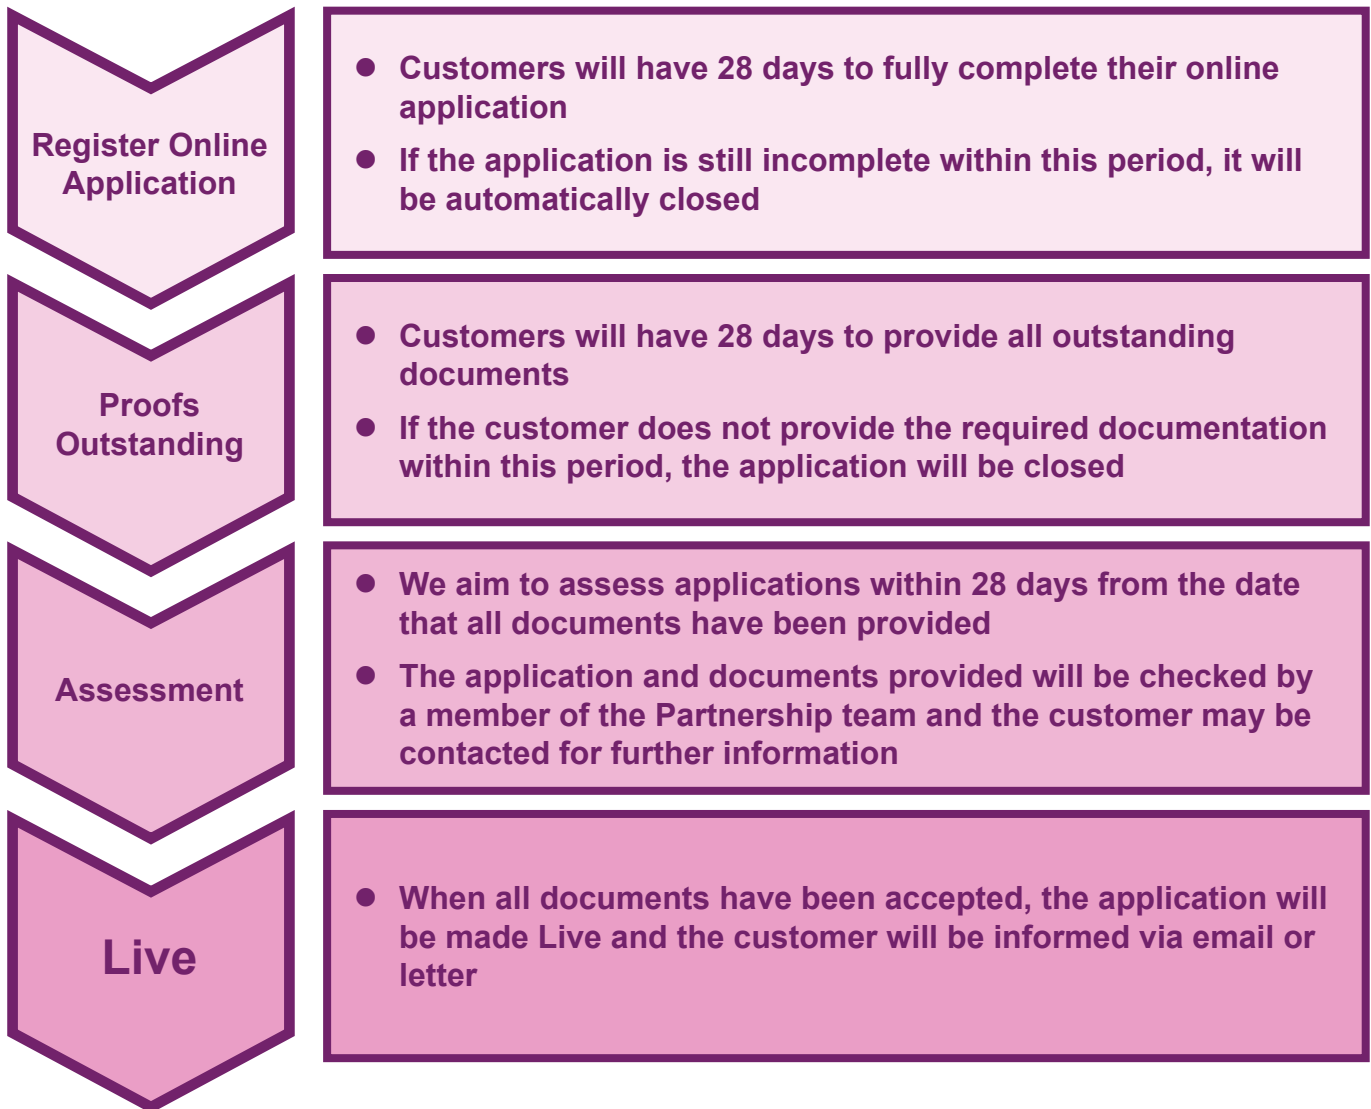 Register Online
Application
● Customers will have 28 days to fully complete their online
application
● If the application is still incomplete within this period, it will
be automatically closed
Proofs
Outstanding
● Customers will have 28 days to provide all outstanding
documents
● If the customer does not provide the required documentation
within this period, the application will be closed
Assessment
● We aim to assess applications within 28 days from the date
that all documents have been provided
● The application and documents provided will be checked by
a member of the Partnership team and the customer may be
contacted for further information
Live
● When all documents have been accepted, the application will
be made Live and the customer will be informed via email or
letter